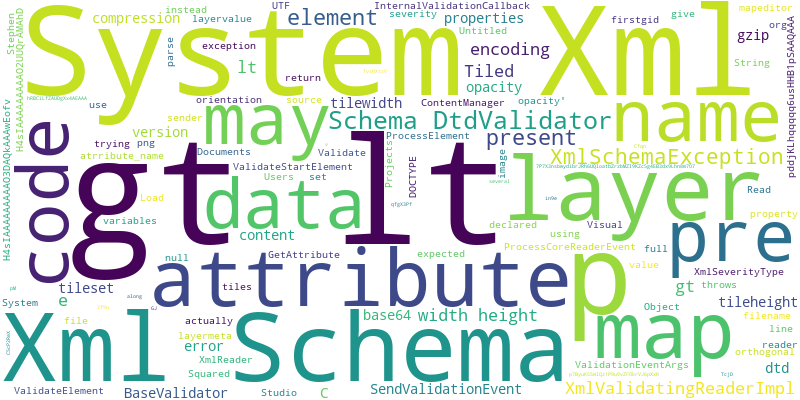 System Xml
gt lt
Xml Schema
attribute
code
data
may
name
layer
pre
p
map
Schema DtdValidator
XmlSchemaException
compression
instead
UTF
InternalValidationCallback
layervalue
severity
element
properties
Untitled
firstgid
give
mapeditor
org
gzip
String
parse
exception
lt
return
encoding
Tiled
opacity
orientation
source
tilewidth
ContentManager
opacity'
use
version
sender
trying
png
ProcessElement
present
attribute_name
Documents
Validate
ValidateStartElement
Projects
DOCTYPE
image
Users
set
Load
variables
content
declared
several
Read
property
using
Visual
ProcessCoreReaderEvent
full
value
XmlSeverityType
null
GetAttribute
expected
tileset
e
tiles
gt
throws
tileheight
along
System
actually
base64
width height
Object
filename
file
layermeta
error
line
reader
orthogonal
XmlReader
Squared
ValidationEventArgs
dtd
ValidateElement
BaseValidator
Studio
C
SendValidationEvent
TcjD
XmlValidatingReaderImpl
Stephen
H4sIAAAAAAAAAO3DAQkAAAwEofv
qfgX3Pf